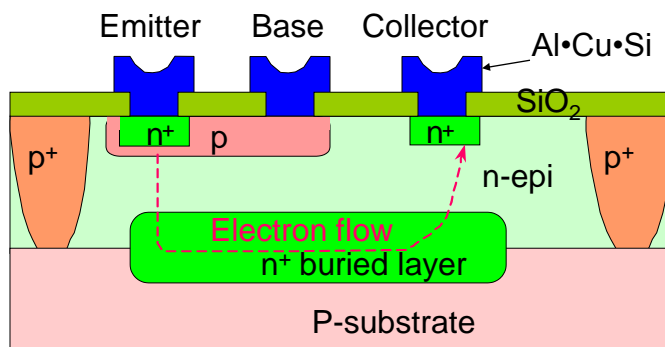 Emitter Base Collector
Al•Cu•Si
SiO₂
n⁺ p n⁺
p⁺ p⁺
n-epi
Electron flow
n⁺ buried layer
P-substrate